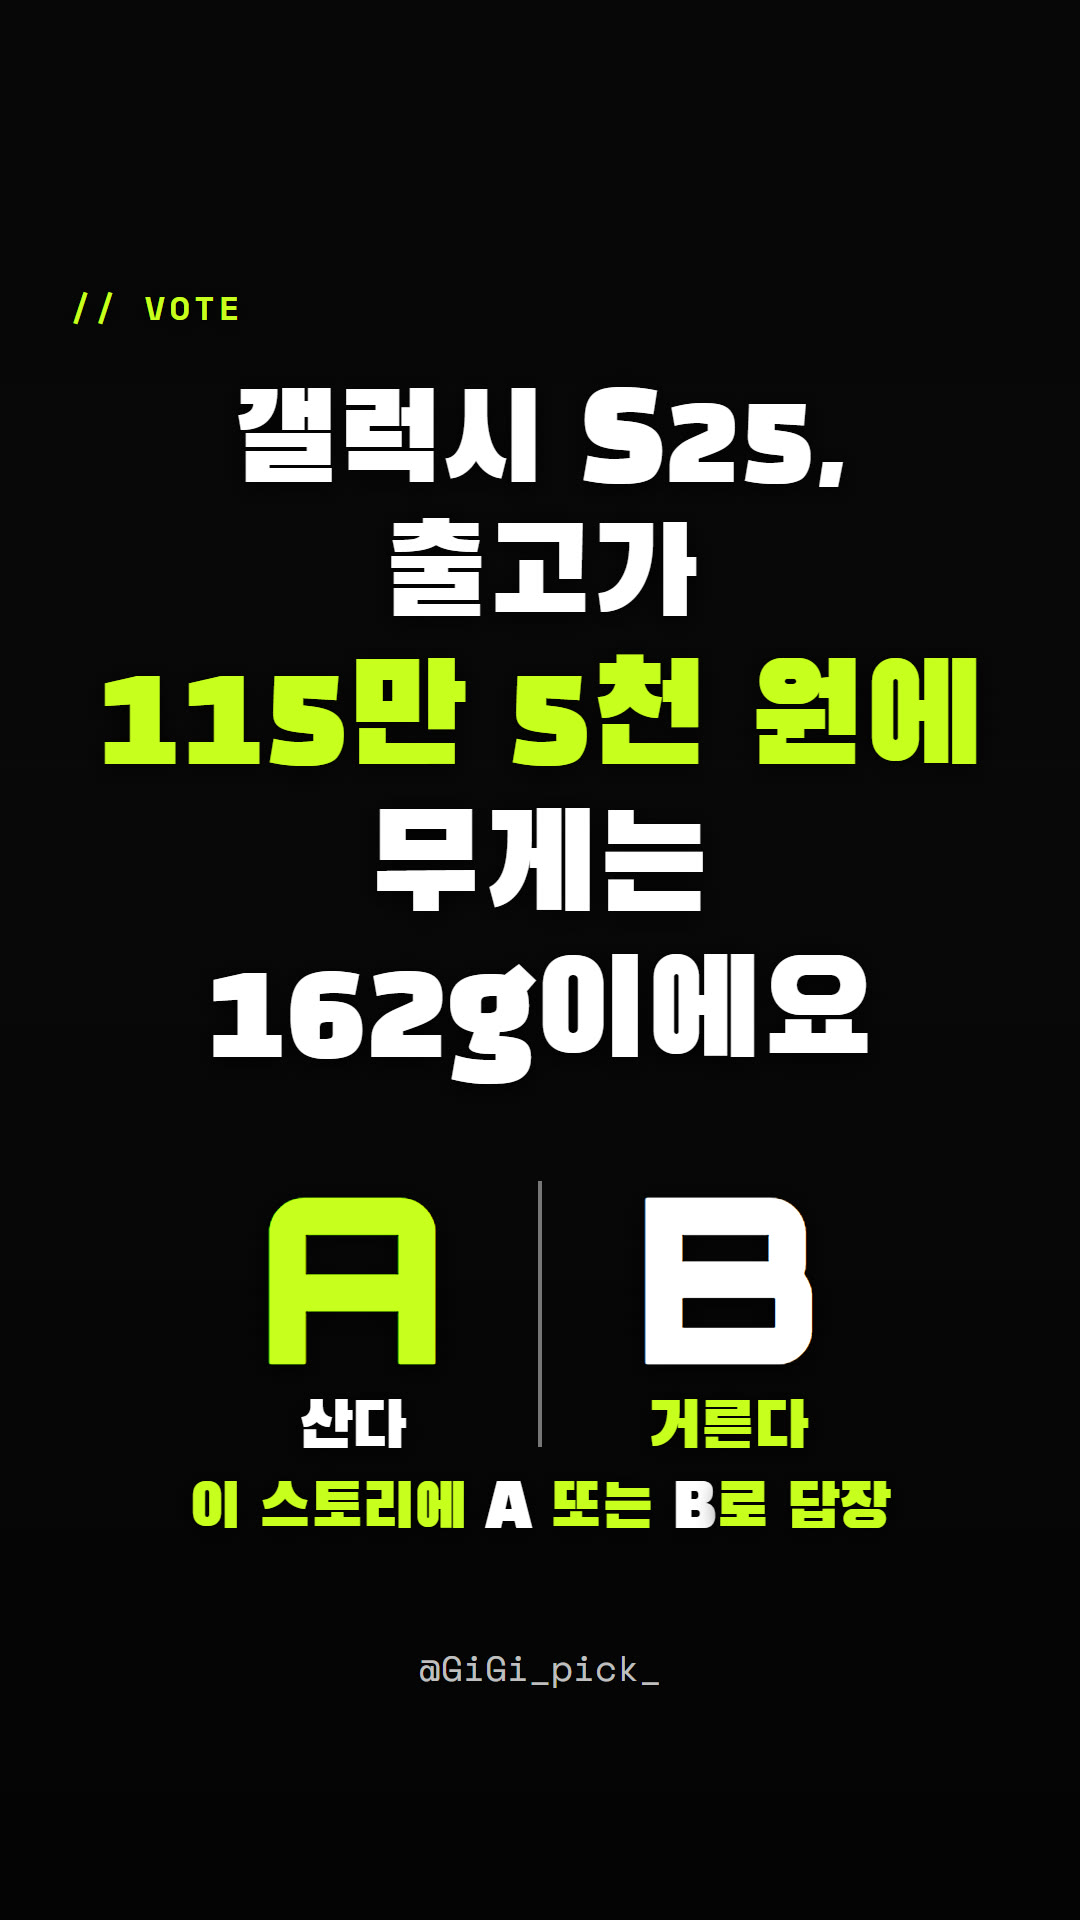 // VOTE
갤럭시 S25,
출고가
115만 5천 원에
무게는
162g이에요
A
B
산다
거른다
이 스토리에 A 또는 B로 답장
@GiGi_pick_